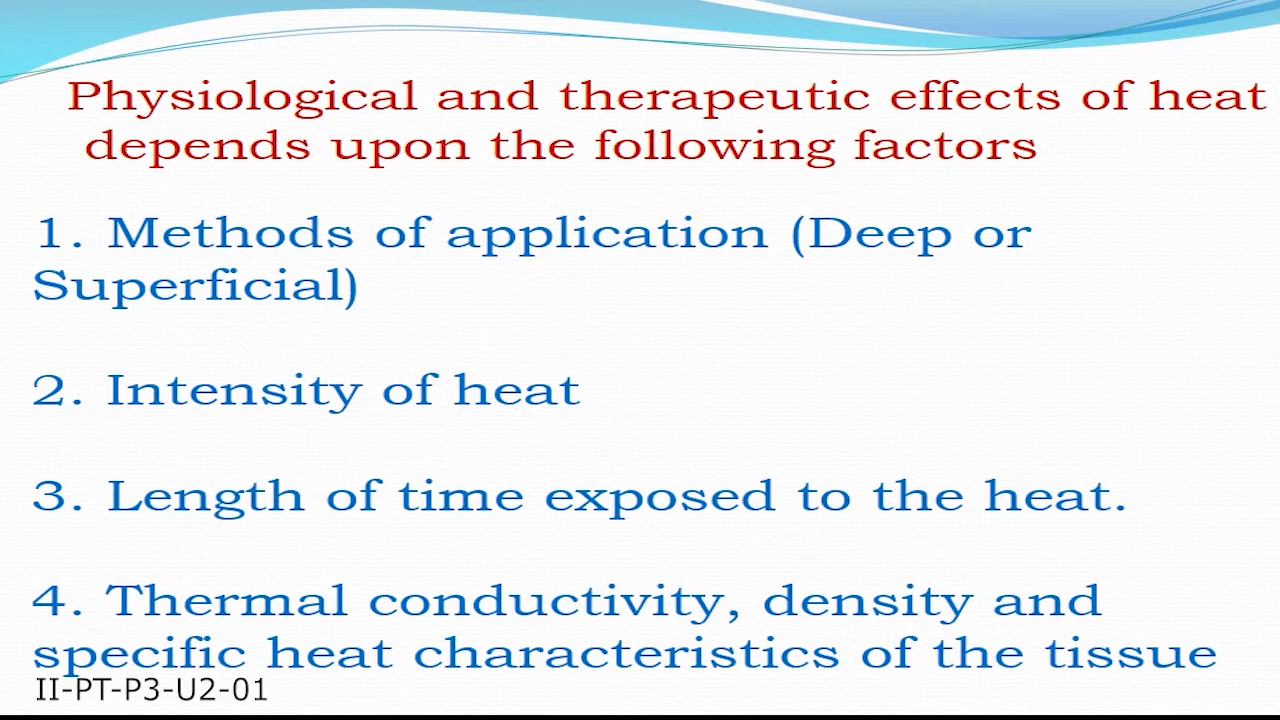 Physiological and therapeutic effects of heat
depends upon the following factors
1. Methods of application (Deep or
Superficial)
2. Intensity of heat
3. Length of time exposed to the heat.
4. Thermal conductivity, density and
specific heat characteristics of the tissue
II-PT-P3-U2-01